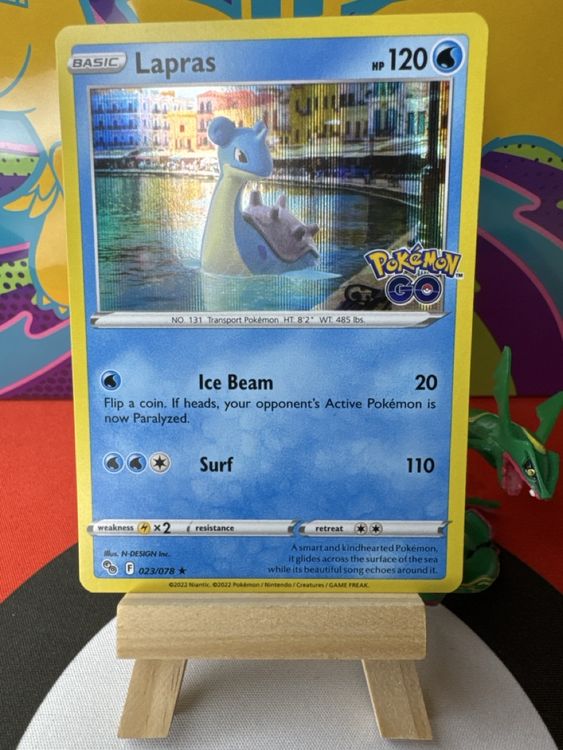 BASIC Lapras HP 120
Pokémon ™
GO
NO. 131 Transport Pokémon HT: 8'2" WT: 485 lbs.
Ice Beam 20
Flip a coin. If heads, your opponent's Active Pokémon is
now Paralyzed.
Surf 110
weakness ×2 resistance retreat
Illus. N-DESIGN Inc.
F 023/078 ★
A smart and kindhearted Pokémon,
it glides across the surface of the sea
while its beautiful song echoes around it.
©2022 Niantic. ©2022 Pokémon / Nintendo / Creatures / GAME FREAK.